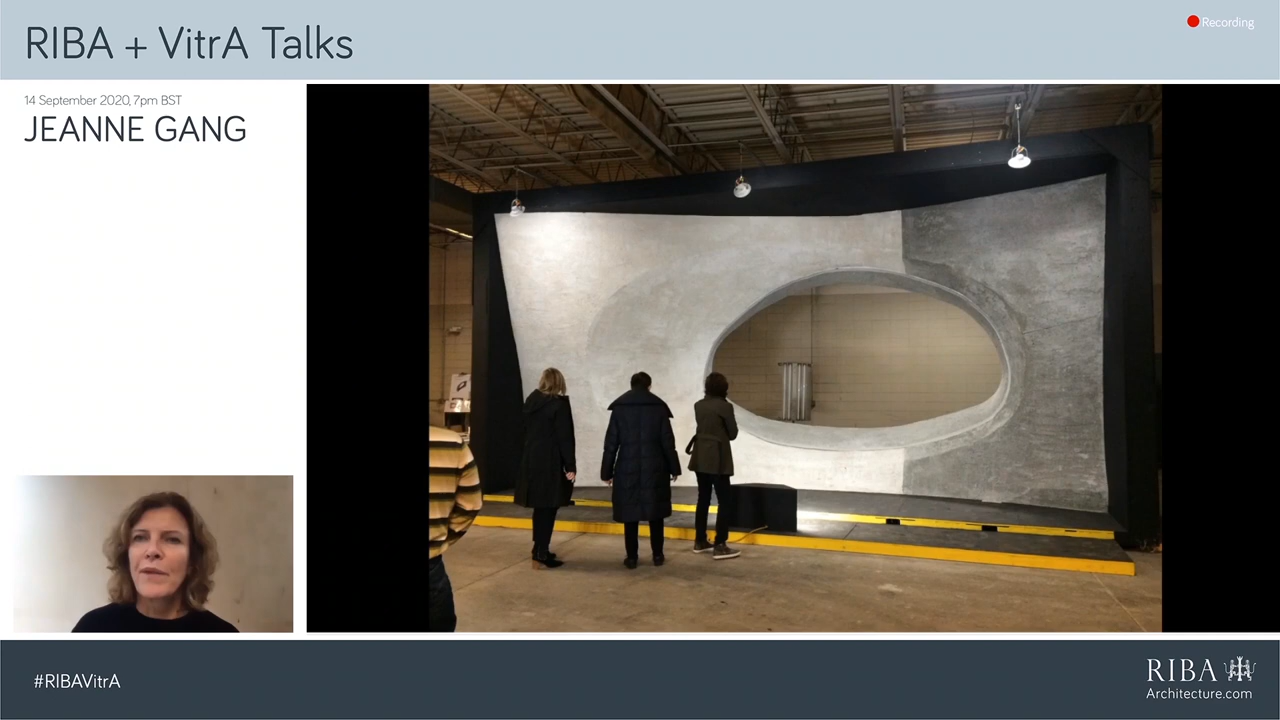 RIBA + VitrA Talks
Recording
14 September 2020, 7pm BST
JEANNE GANG
#RIBAVitrA
RIBA
Architecture.com